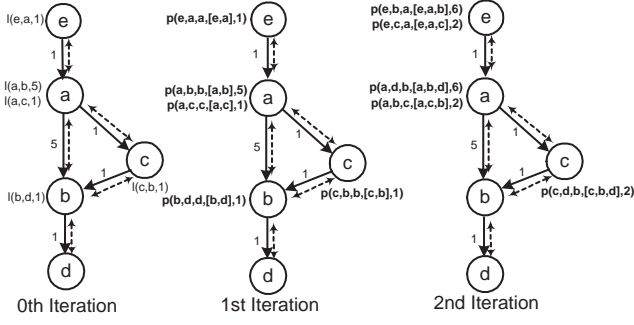 l(e,a,1)
e
1
l(a,b,5)
l(a,c,1)
a
1
5
c
1
l(c,b,1)
l(b,d,1)
b
1
d
0th Iteration
p(e,a,a,[e,a],1)
e
1
p(a,b,b,[a,b],5)
p(a,c,c,[a,c],1)
a
1
5
c
1
p(c,b,b,[c,b],1)
p(b,d,d,[b,d],1)
b
1
d
1st Iteration
p(e,b,a,[e,a,b],6)
p(e,c,a,[e,a,c],2)
e
1
p(a,d,b,[a,b,d],6)
p(a,b,c,[a,c,b],2)
a
1
5
c
1
p(c,d,b,[c,b,d],2)
b
1
d
2nd Iteration